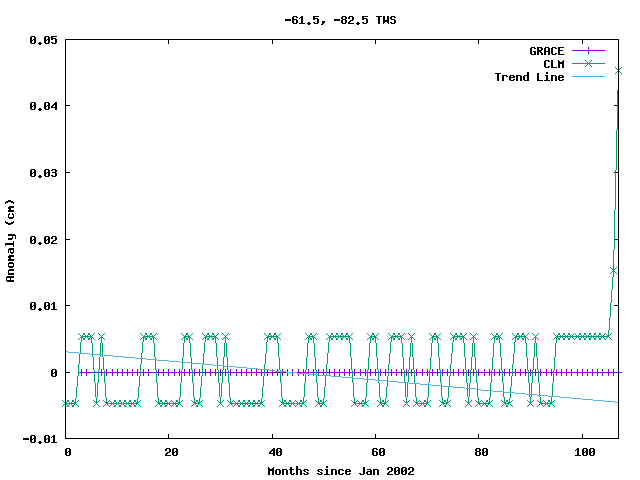 -61.5, -82.5 TWS
0.05
0.04
0.03
0.02
0.01
0
-0.01
Anomaly (cm)
GRACE
CLM
Trend Line
0 20 40 60 80 100
Months since Jan 2002